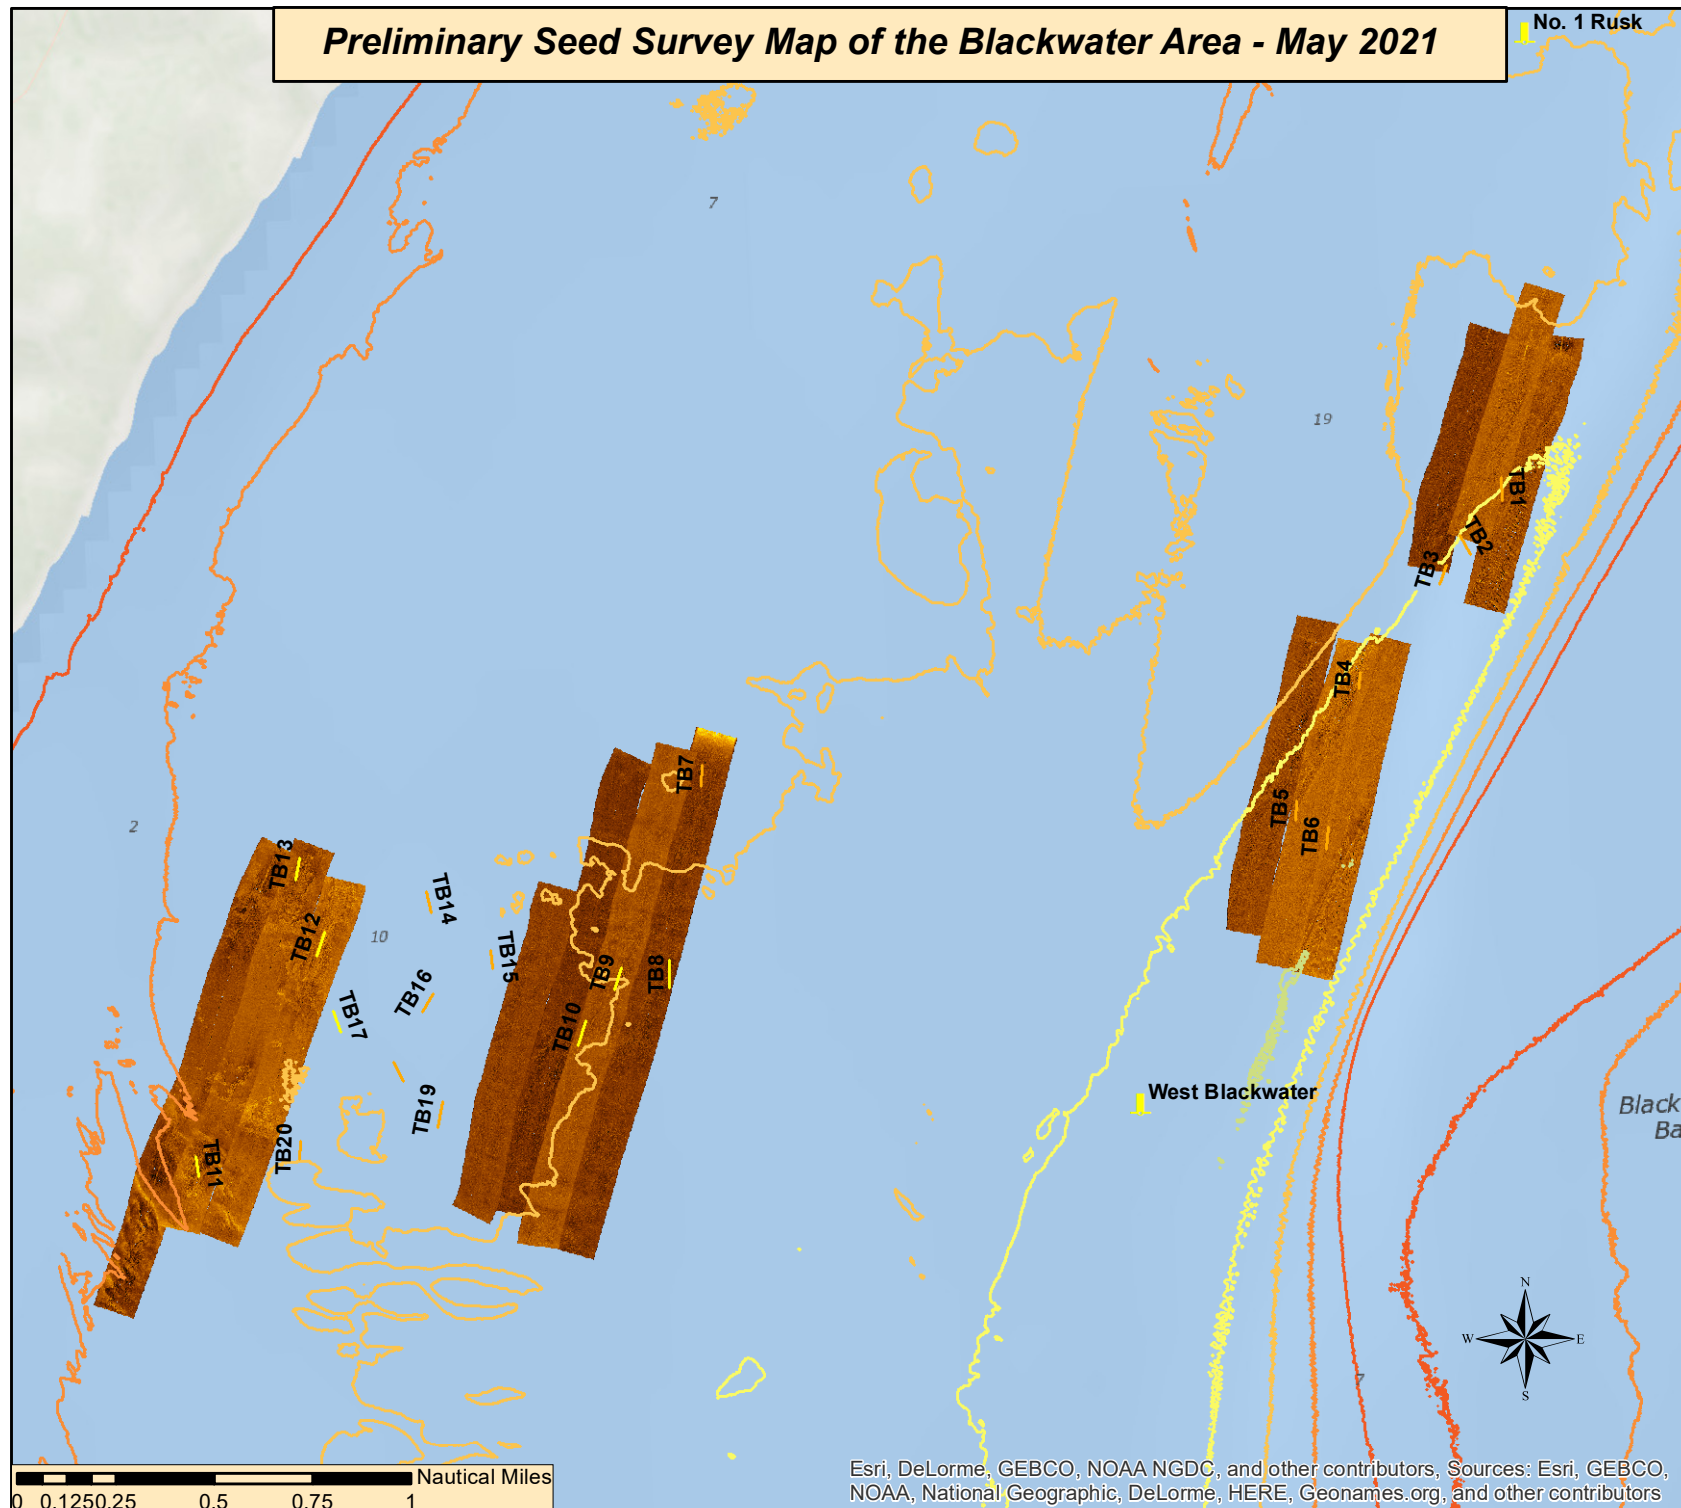 Preliminary Seed Survey Map of the Blackwater Area - May 2021
No. 1 Rusk
7
19
TB1
TB2
TB3
TB4
TB5
TB6
TB7
2
TB13
TB14
TB12
10
TB15
TB16
TB9
TB8
TB17
TB10
TB19
West Blackwater
Black
Ba
TB20
TB11
N
W E
S
7
Nautical Miles
0 0.1250.25 0.5 0.75 1
Esri, DeLorme, GEBCO, NOAA NGDC, and other contributors, Sources: Esri, GEBCO,
NOAA, National Geographic, DeLorme, HERE, Geonames.org, and other contributors